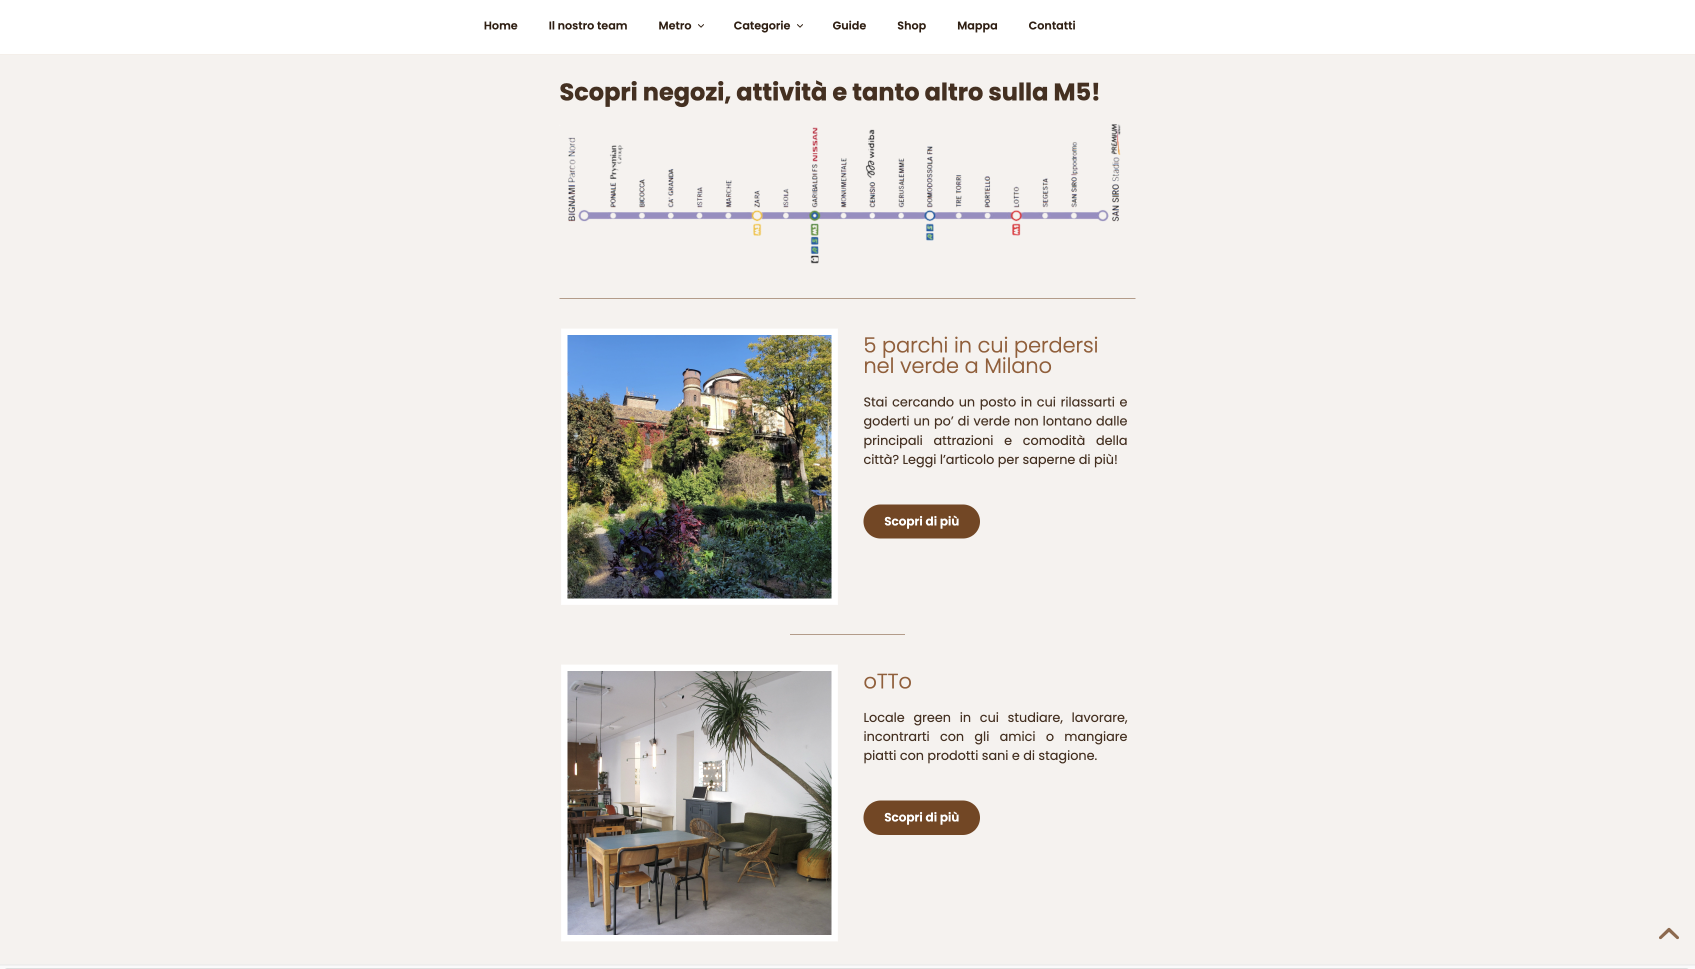 Home Il nostro team Metro Categorie Guide Shop Mappa Contatti
Scopri negozi, attività e tanto altro sulla M5!
BIGNAMI Parco Nord
PONALE Prysmian Group
BICOCCA
CA' GRANDA
ISTRIA
MARCHE
ZARA
ISOLA
GARIBALDI FS NISSAN
MONUMENTALE
CENISIO widiba
GERUSALEMME
DOMODOSSOLA FN
TRE TORRI
PORTELLO
LOTTO
SEGESTA
SAN SIRO Ippodromo
SAN SIRO Stadio PREMIUM
5 parchi in cui perdersi
nel verde a Milano
Stai cercando un posto in cui rilassarti e
goderti un po’ di verde non lontano dalle
principali attrazioni e comodità della
città? Leggi l’articolo per saperne di più!
Scopri di più
oTTo
Locale green in cui studiare, lavorare,
incontrarti con gli amici o mangiare
piatti con prodotti sani e di stagione.
Scopri di più